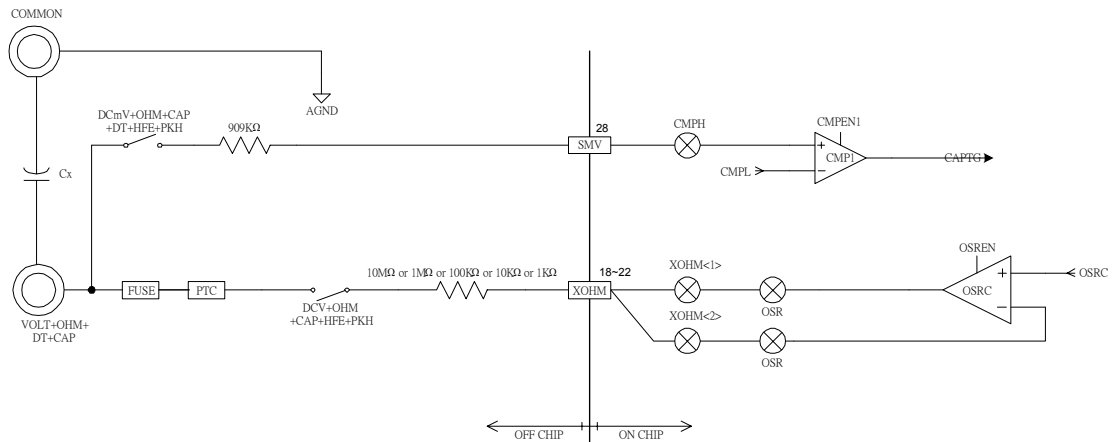 COMMON
AGND
DCmV+OHM+CAP
+DT+HFE+PKH
909KΩ
28
SMV
CMPH
CMPEN1
+
CMP1
−
CMPL
CAPTG
Cx
10MΩ or 1MΩ or 100KΩ or 10KΩ or 1KΩ
18~22
XOHM<1>
OSREN
FUSE
PTC
XOHM
+
OSRC
−
OSRC
DCV+OHM
+CAP+HFE+PKH
OSR
VOLT+OHM+
DT+CAP
XOHM<2>
OSR
OFF CHIP
ON CHIP